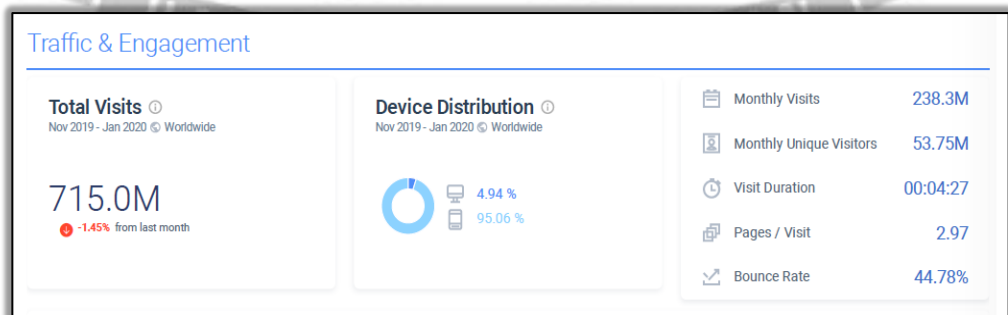 Traffic & Engagement
Total Visits
Nov 2019 - Jan 2020 Worldwide
715.0M
-1.45% from last month
Device Distribution
Nov 2019 - Jan 2020 Worldwide
4.94 %
95.06 %
Monthly Visits 238.3M
Monthly Unique Visitors 53.75M
Visit Duration 00:04:27
Pages / Visit 2.97
Bounce Rate 44.78%